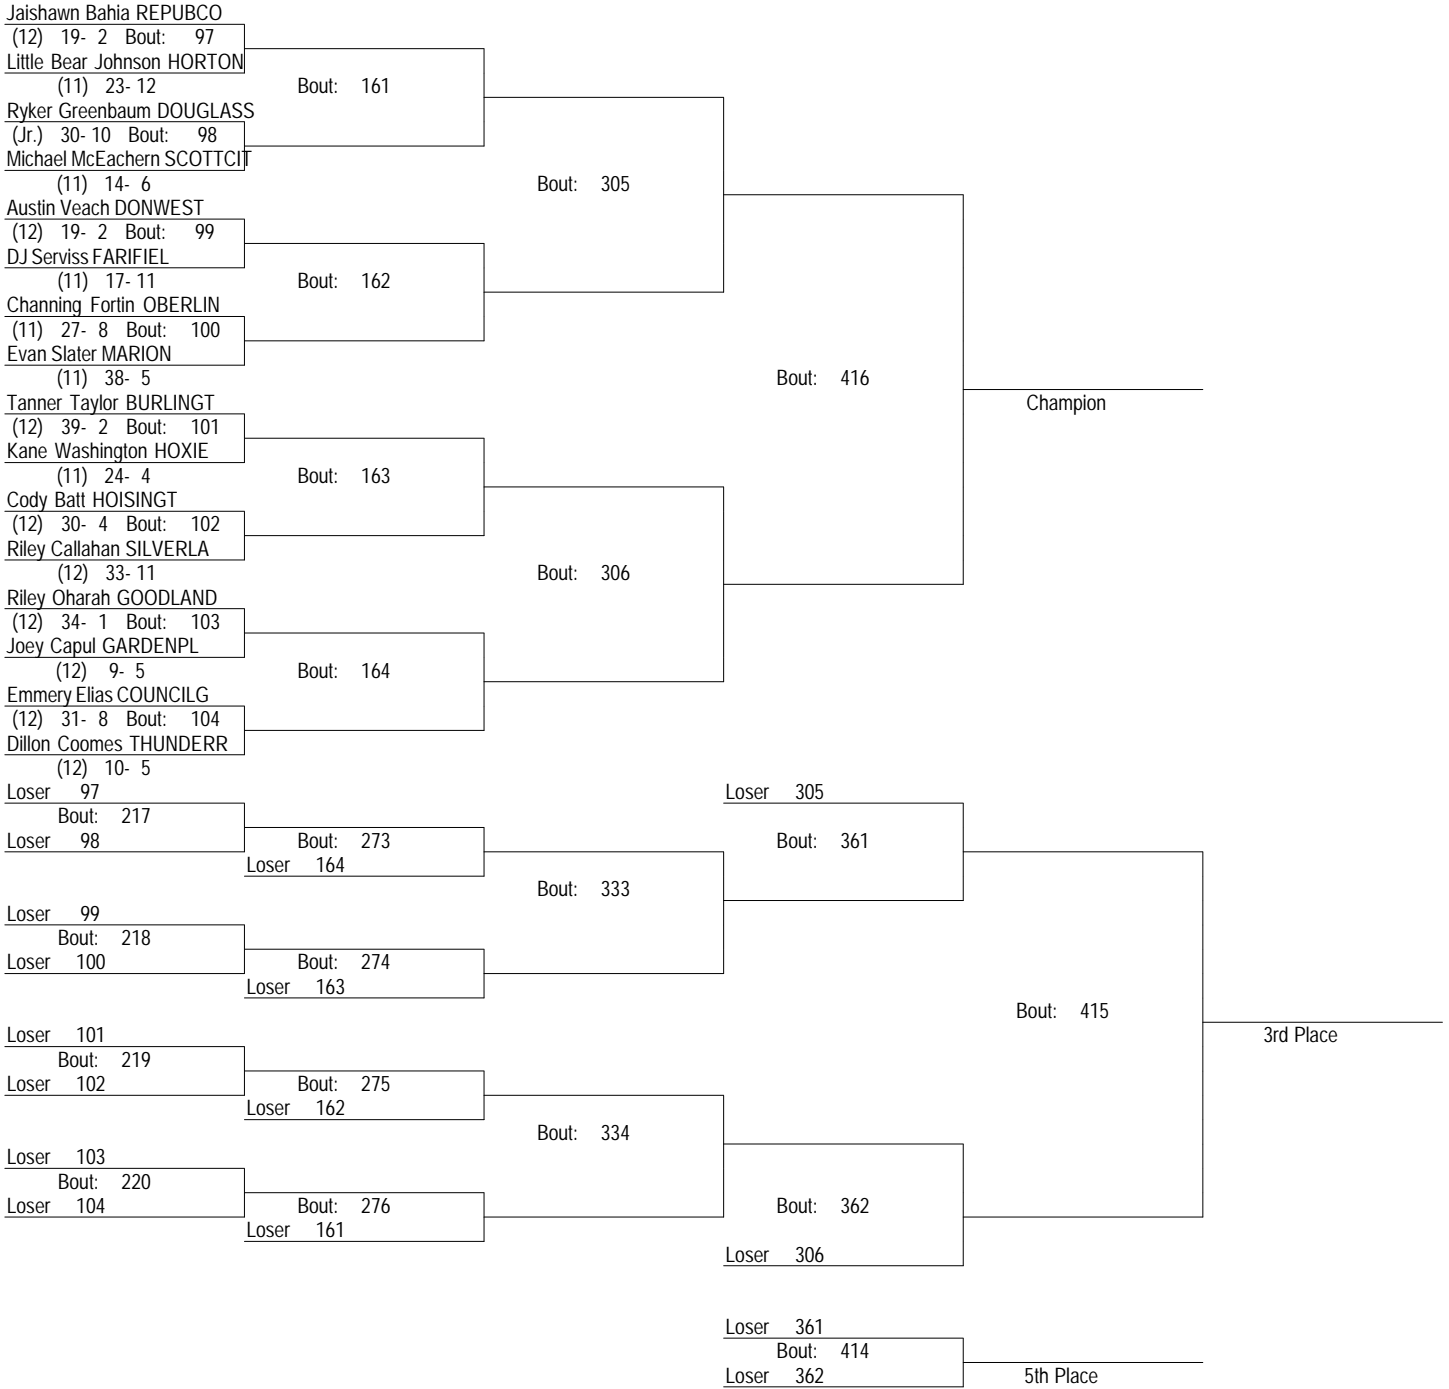 Jaishawn Bahia REPUBCO
(12) 19- 2 Bout: 97
Little Bear Johnson HORTON
(11) 23- 12
Bout: 161
Ryker Greenbaum DOUGLASS
(Jr.) 30- 10 Bout: 98
Michael McEachern SCOTTCIT
(11) 14- 6
Bout: 305
Austin Veach DONWEST
(12) 19- 2 Bout: 99
DJ Serviss FARIFIEL
(11) 17- 11
Bout: 162
Channing Fortin OBERLIN
(11) 27- 8 Bout: 100
Evan Slater MARION
(11) 38- 5
Bout: 416
Champion
Tanner Taylor BURLINGT
(12) 39- 2 Bout: 101
Kane Washington HOXIE
(11) 24- 4
Bout: 163
Cody Batt HOISINGT
(12) 30- 4 Bout: 102
Riley Callahan SILVERLA
(12) 33- 11
Bout: 306
Riley Oharah GOODLAND
(12) 34- 1 Bout: 103
Joey Capul GARDENPL
(12) 9- 5
Bout: 164
Emmery Elias COUNCILG
(12) 31- 8 Bout: 104
Dillon Coomes THUNDERR
(12) 10- 5
Loser 97
Bout: 217
Loser 98
Bout: 273
Loser 164
Bout: 333
Loser 305
Bout: 361
Loser 99
Bout: 218
Loser 100
Bout: 274
Loser 163
Bout: 415
3rd Place
Loser 101
Bout: 219
Loser 102
Bout: 275
Loser 162
Bout: 334
Loser 103
Bout: 220
Loser 104
Bout: 276
Loser 161
Bout: 362
Loser 306
Loser 361
Bout: 414
Loser 362
5th Place